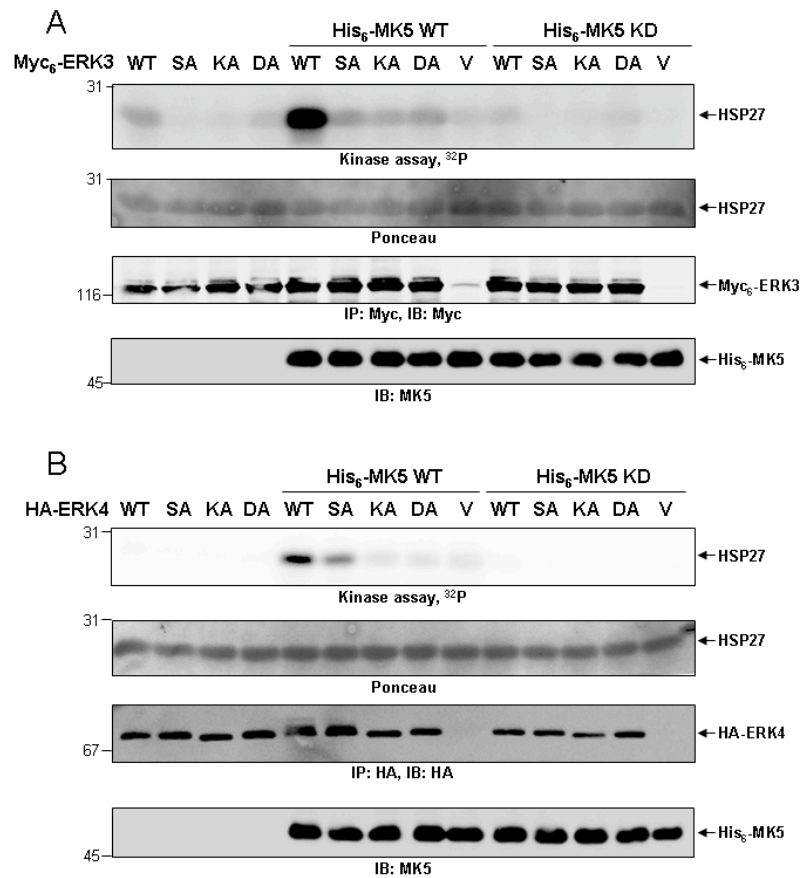 A
His6-MK5 WT His6-MK5 KD
Myc6-ERK3 WT SA KA DA WT SA KA DA V WT SA KA DA V
31
HSP27
Kinase assay, 32P
31
HSP27
Ponceau
116
Myc6-ERK3
IP: Myc, IB: Myc
His6-MK5
45
IB: MK5
B
His6-MK5 WT His6-MK5 KD
HA-ERK4 WT SA KA DA WT SA KA DA V WT SA KA DA V
31
HSP27
Kinase assay, 32P
31
HSP27
Ponceau
HA-ERK4
67
IP: HA, IB: HA
His6-MK5
45
IB: MK5